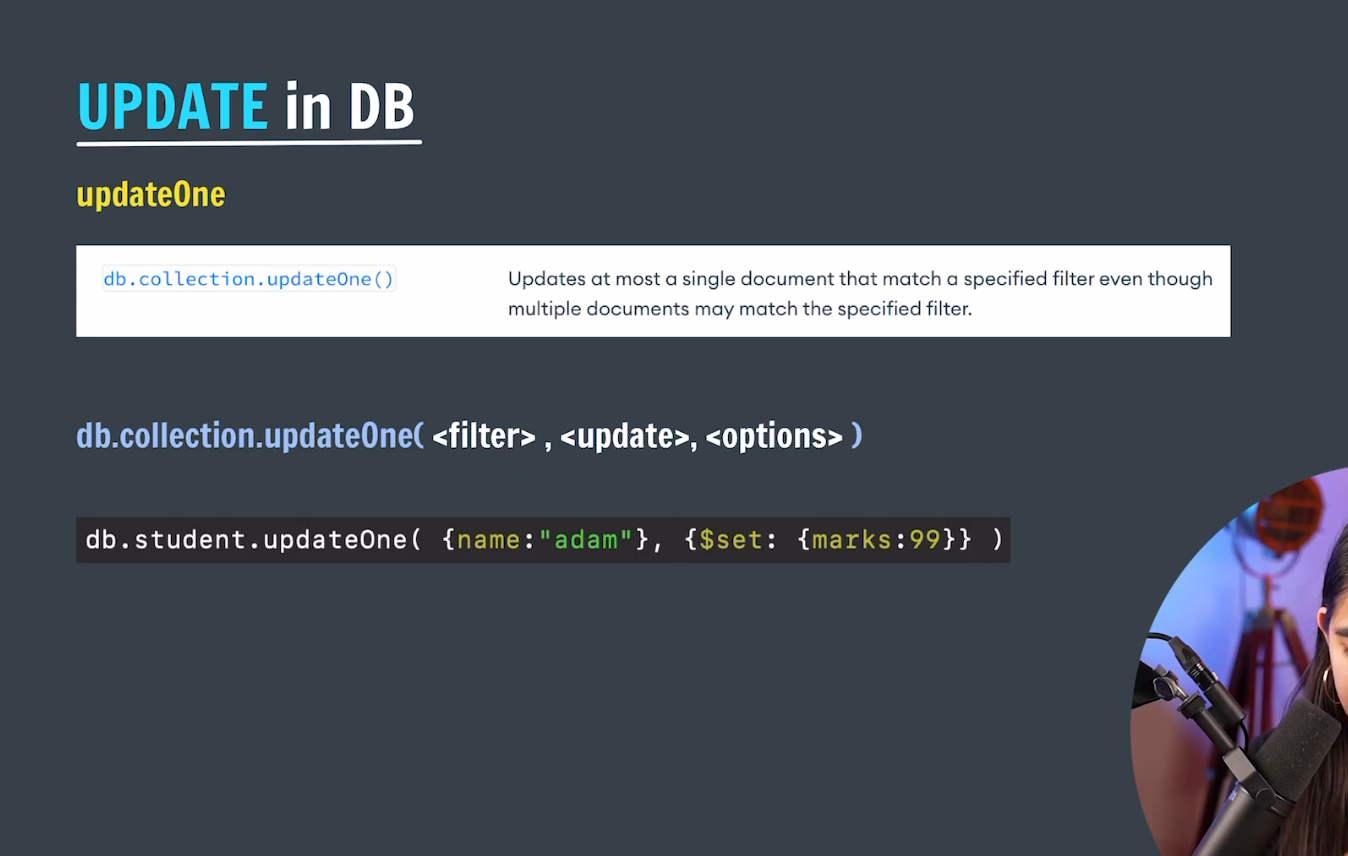 UPDATE in DB
updateOne
db.collection.updateOne()
Updates at most a single document that match a specified filter even though
multiple documents may match the specified filter.
db.collection.updateOne( <filter> , <update>, <options> )
db.student.updateOne( {name:"adam"}, {$set: {marks:99}} )